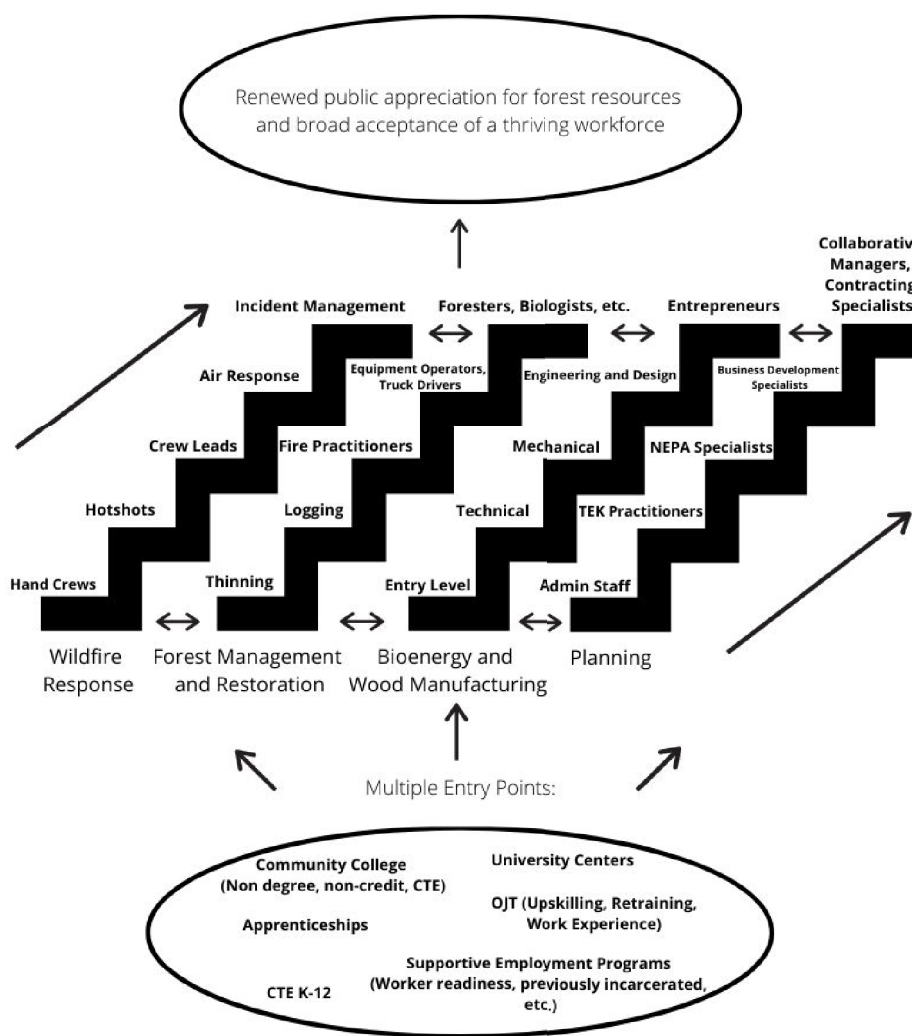 Renewed public appreciation for forest resources
and broad acceptance of a thriving workforce
Collaborativ
Managers,
Contracting
Specialists
Incident Management
Foresters, Biologists, etc.
Entrepreneurs
Air Response
Equipment Operators,
Truck Drivers
Engineering and Design
Business Development
Specialists
Crew Leads
Fire Practitioners
Mechanical
NEPA Specialists
Hotshots
Logging
Technical
TEK Practitioners
Hand Crews
Thinning
Entry Level
Admin Staff
Wildfire
Response
Forest Management
and Restoration
Bioenergy and
Wood Manufacturing
Planning
Multiple Entry Points:
Community College
(Non degree, non-credit, CTE)
University Centers
Apprenticeships
OJT (Upskilling, Retraining,
Work Experience)
CTE K-12
Supportive Employment Programs
(Worker readiness, previously incarcerated,
etc.)